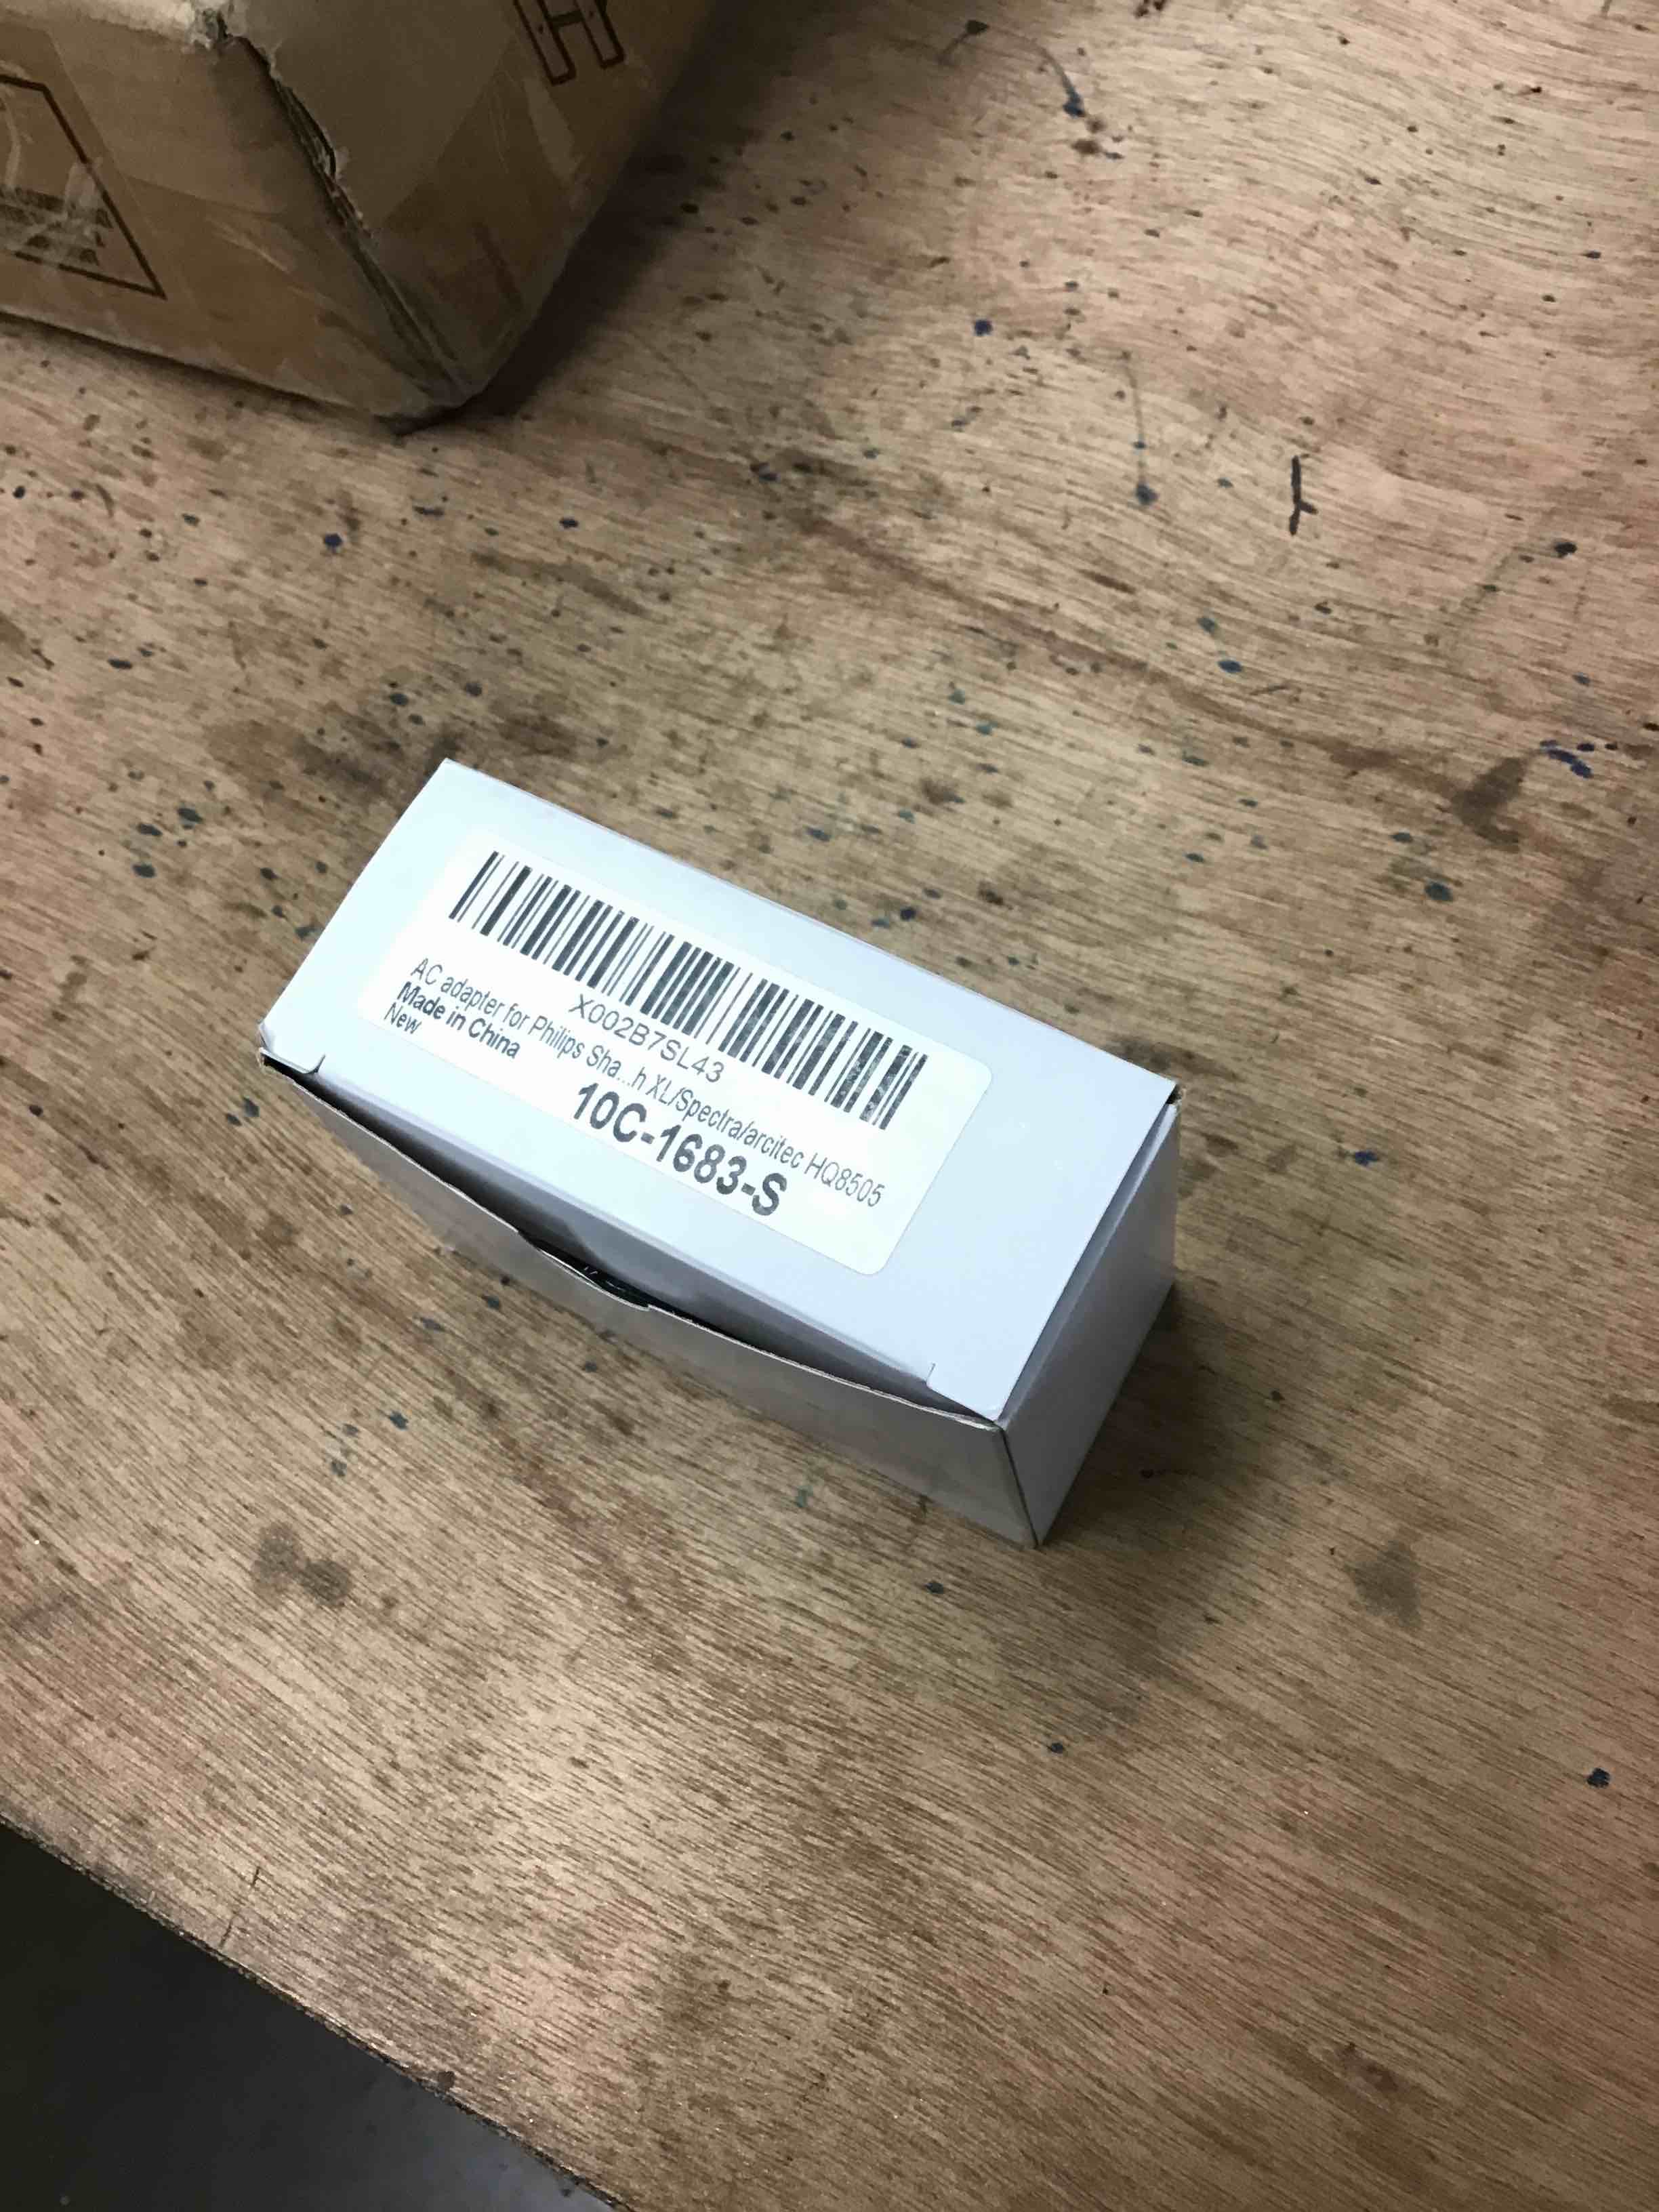 X002B7SL43
AC adapter for Philips Sha...h XL/Spectra/arcitec HQ8505
Made in China
New
10C-1683-S